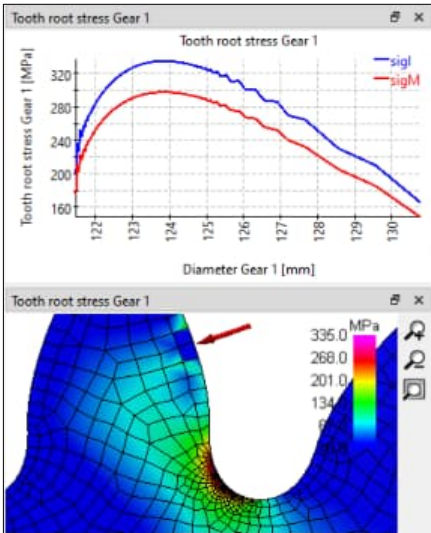 Tooth root stress Gear 1
Tooth root stress Gear 1
sigI
sigM
Tooth root stress Gear 1 [MPa]
320
280
240
200
160
122
123
124
125
126
127
128
129
130
Diameter Gear 1 [mm]
Tooth root stress Gear 1
MPa
335.0
268.0
201.0
134